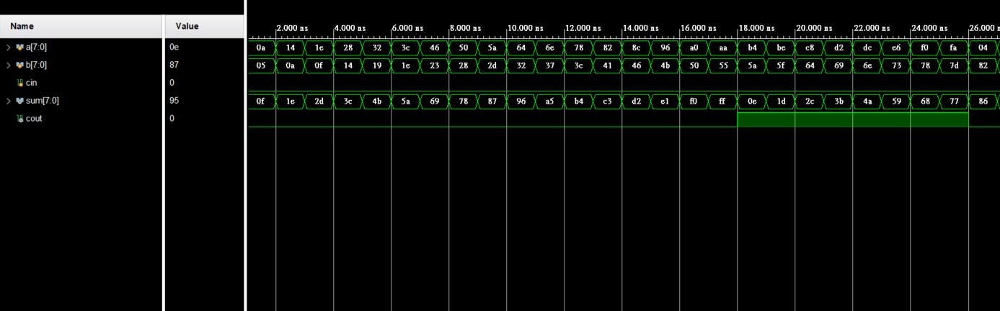 Name Value
2.000 ns 4.000 ns 6.000 ns 8.000 ns 10.000 ns 12.000 ns 14.000 ns 16.000 ns 18.000 ns 20.000 ns 22.000 ns 24.000 ns 26.000 n
a[7:0] 0e 0a 14 1e 28 32 3c 46 50 5a 64 6e 78 82 8c 96 a0 aa b4 be c8 d2 dc e6 f0 fa 04
b[7:0] 87 05 0a 0f 14 19 1e 23 28 2d 32 37 3c 41 46 4b 50 55 5a 5f 64 69 6e 73 78 7d 82
cin 0
sum[7:0] 95 0f 1e 2d 3c 4b 5a 69 78 87 96 a5 b4 c3 d2 e1 f0 ff 0e 1d 2c 3b 4a 59 68 77 86
cout 0